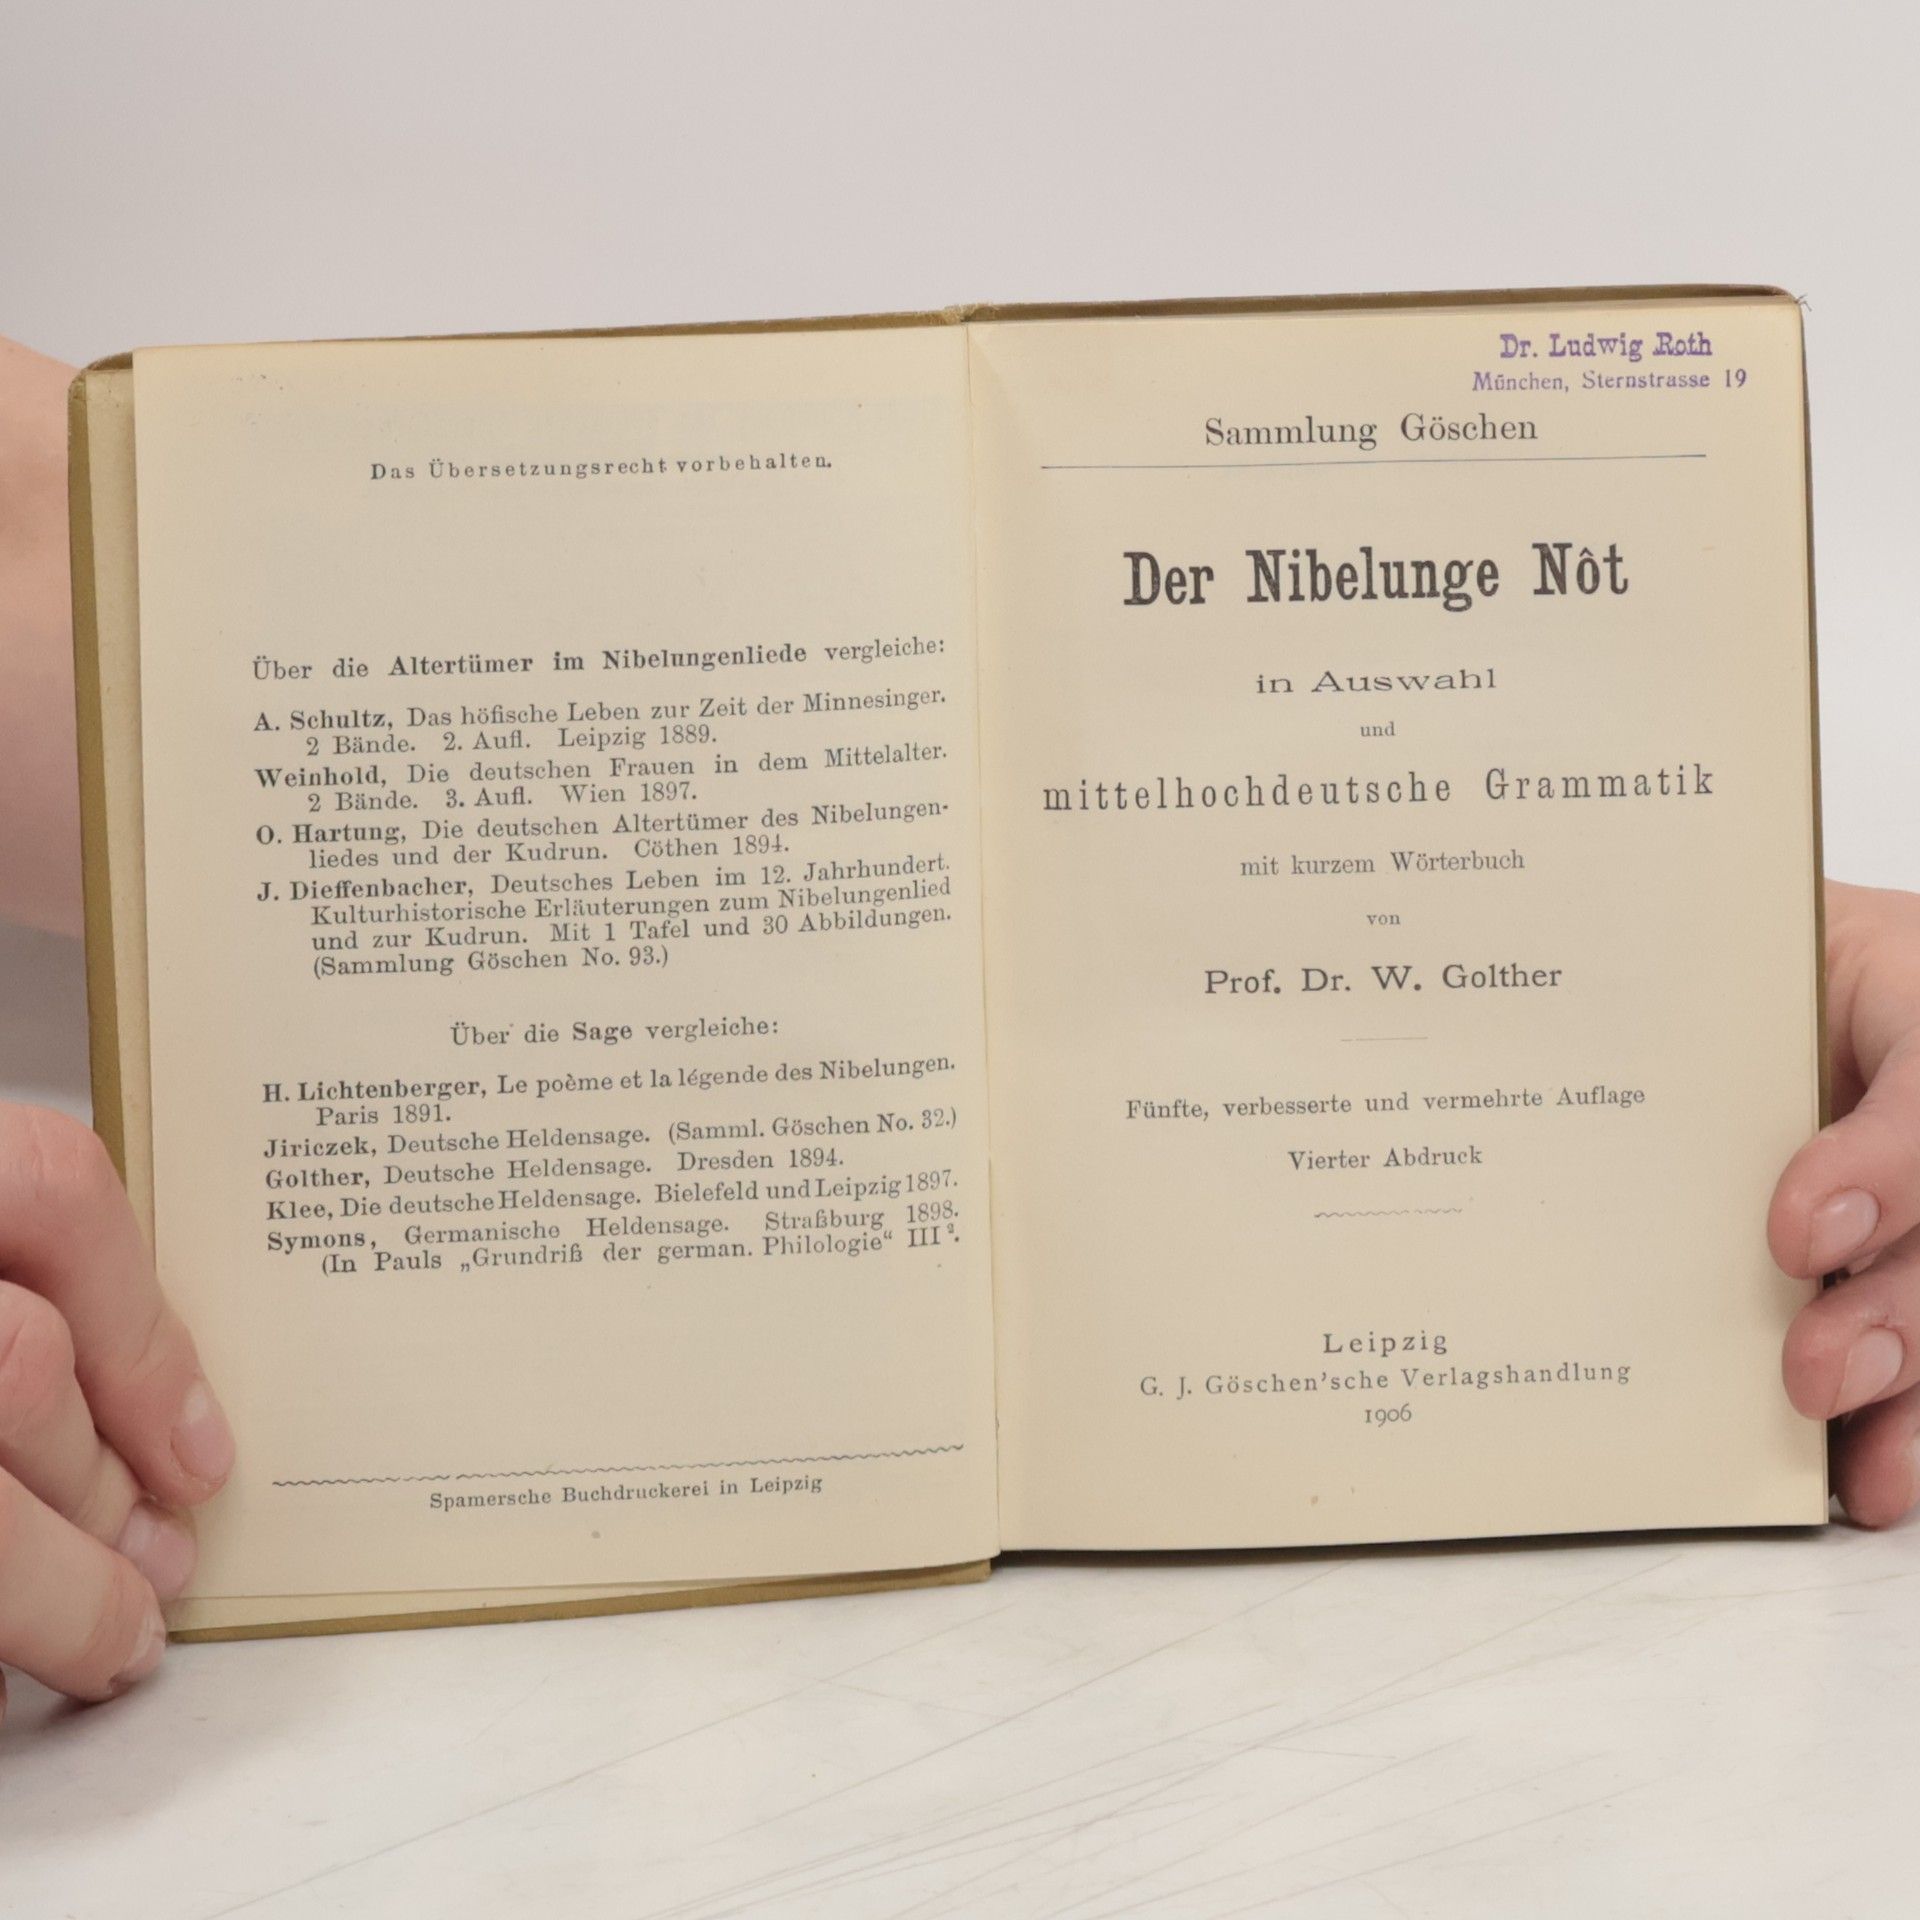 Das Übersetzungsrecht vorbehalten.
Über die Altertümer im Nibelungenliede vergleiche:
A. Schultz, Das höfische Leben zur Zeit der Minnesinger.
2 Bände. 2. Aufl. Leipzig 1889.
Weinhold, Die deutschen Frauen in dem Mittelalter.
2 Bände. 3. Aufl. Wien 1897.
O. Hartung, Die deutschen Altertümer des Nibelungen-
liedes und der Kudrun. Cöthen 1894.
J. Dieffenbacher, Deutsches Leben im 12. Jahrhundert.
Kulturhistorische Erläuterungen zum Nibelungenlied
und zur Kudrun. Mit 1 Tafel und 30 Abbildungen.
(Sammlung Göschen No. 93.)
Über die Sage vergleiche:
H. Lichtenberger, Le poème et la légende des Nibelungen.
Paris 1891.
Jiriczek, Deutsche Heldensage. (Samml. Göschen No. 32.)
Golther, Deutsche Heldensage. Dresden 1894.
Klee, Die deutsche Heldensage. Bielefeld und Leipzig 1897.
Symons, Germanische Heldensage. Straßburg 1898.
(In Pauls „Grundriß der german. Philologie“ III².
Spamersche Buchdruckerei in Leipzig
Dr. Ludwig Roth
München, Sternstrasse 19
Sammlung Göschen
Der Nibelunge Nôt
in Auswahl
und
mittelhochdeutsche Grammatik
mit kurzem Wörterbuch
von
Prof. Dr. W. Golther
Fünfte, verbesserte und vermehrte Auflage
Vierter Abdruck
Leipzig
G. J. Göschen'sche Verlagshandlung
1906